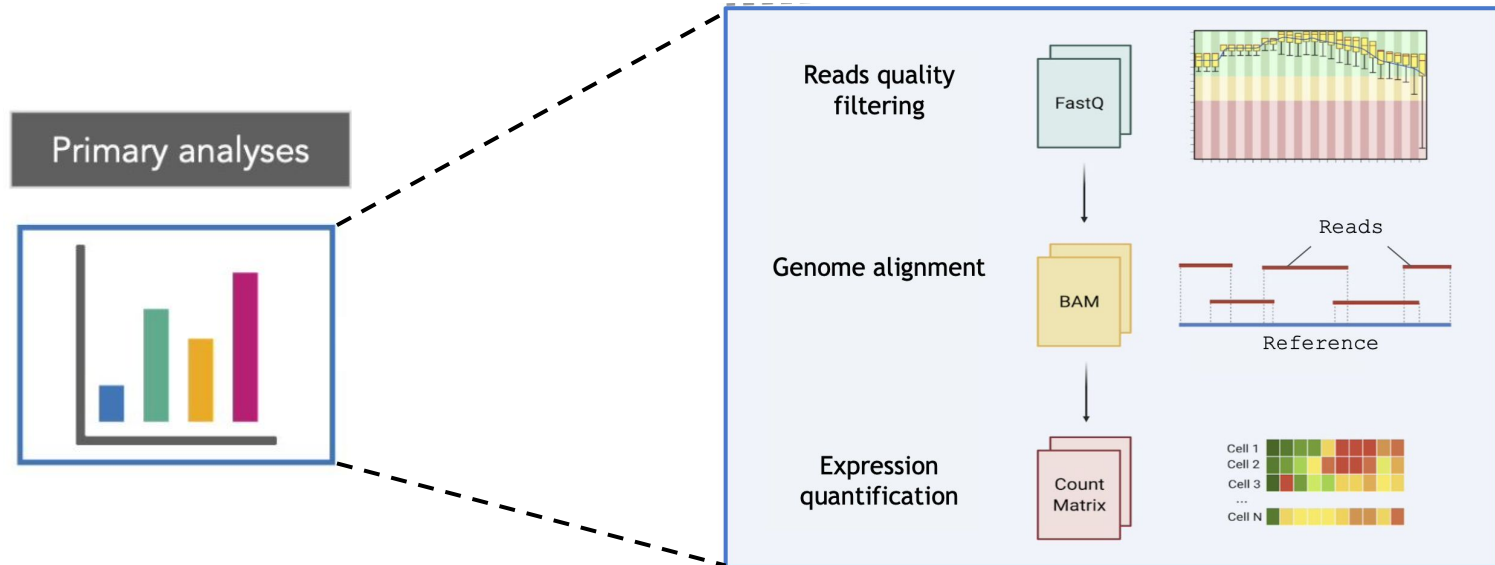 Primary analyses
Reads quality
filtering
FastQ
Genome alignment
BAM
Reads
Reference
Expression
quantification
Count
Matrix
Cell 1
Cell 2
Cell 3
...
Cell N